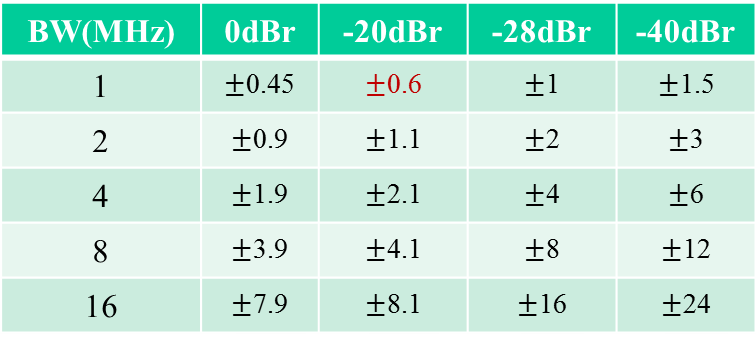 BW(MHz) 0dBr -20dBr -28dBr -40dBr
1 ±0.45 ±0.6 ±1 ±1.5
2 ±0.9 ±1.1 ±2 ±3
4 ±1.9 ±2.1 ±4 ±6
8 ±3.9 ±4.1 ±8 ±12
16 ±7.9 ±8.1 ±16 ±24